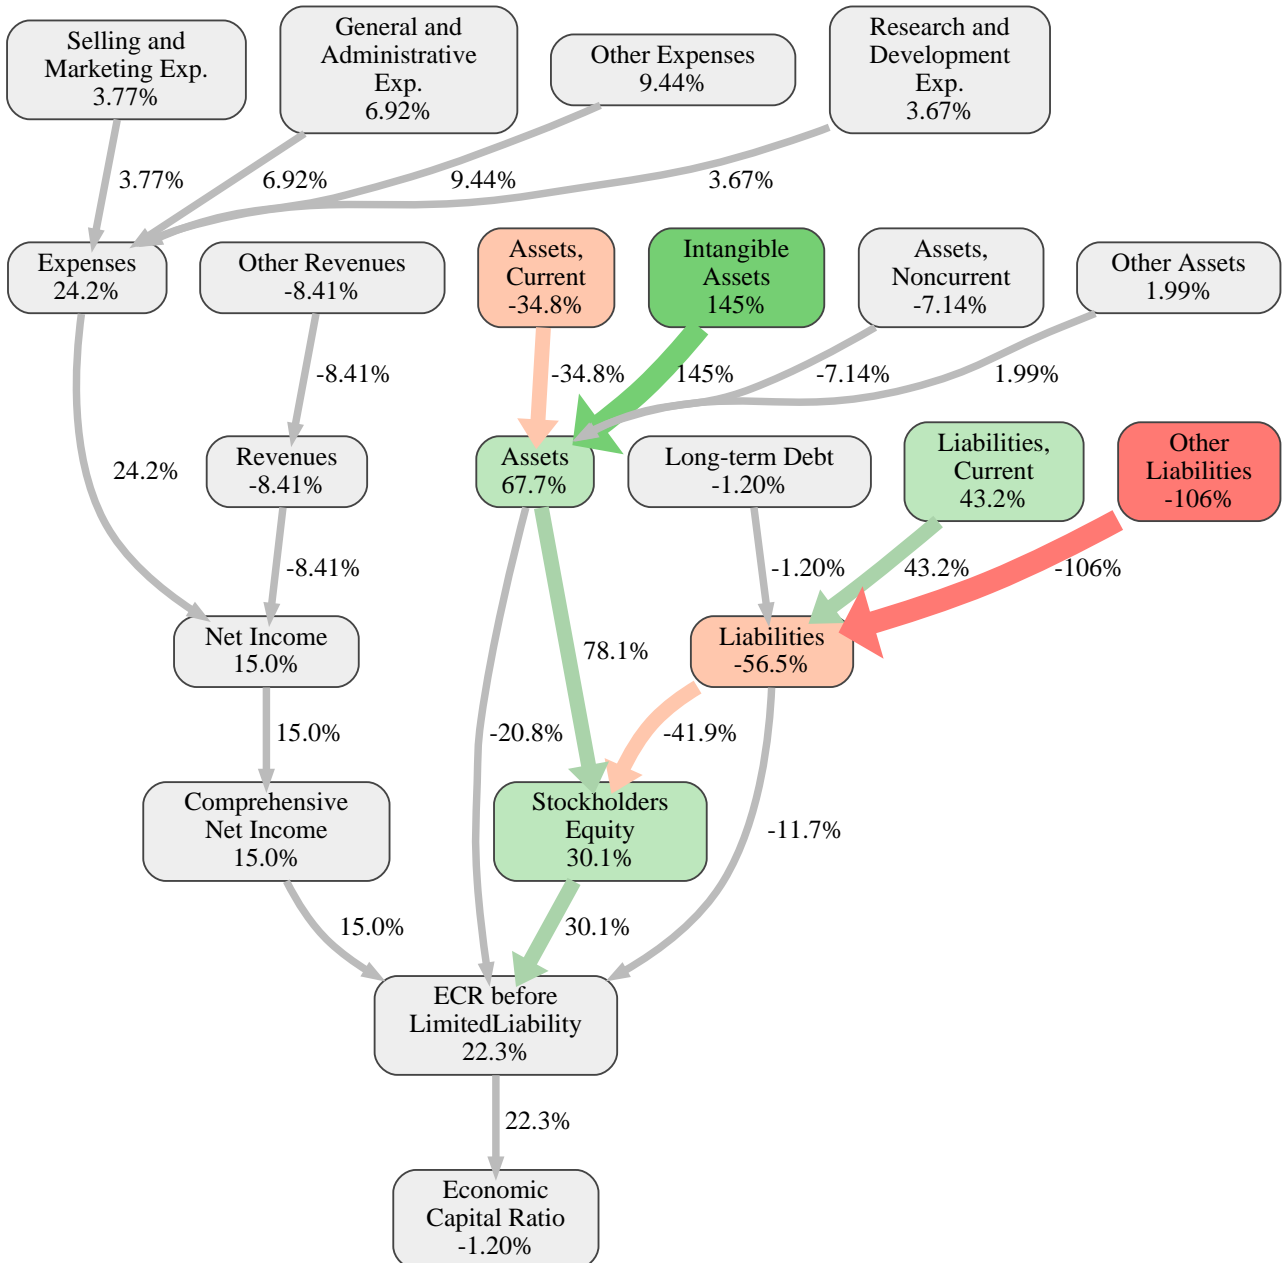 Selling and
Marketing Exp.
3.77%
General and
Administrative
Exp.
6.92%
Other Expenses
9.44%
Research and
Development
Exp.
3.67%
3.77%
6.92%
9.44%
3.67%
Expenses
24.2%
Other Revenues
-8.41%
Assets,
Current
-34.8%
Intangible
Assets
145%
Assets,
Noncurrent
-7.14%
Other Assets
1.99%
-8.41%
-34.8%
145%
-7.14%
1.99%
24.2%
Revenues
-8.41%
Assets
67.7%
Long-term Debt
-1.20%
Liabilities,
Current
43.2%
Other
Liabilities
-106%
-8.41%
78.1%
-1.20%
43.2%
-106%
Net Income
15.0%
Liabilities
-56.5%
15.0%
-20.8%
-41.9%
Comprehensive
Net Income
15.0%
Stockholders
Equity
30.1%
-11.7%
15.0%
30.1%
ECR before
LimitedLiability
22.3%
22.3%
Economic
Capital Ratio
-1.20%